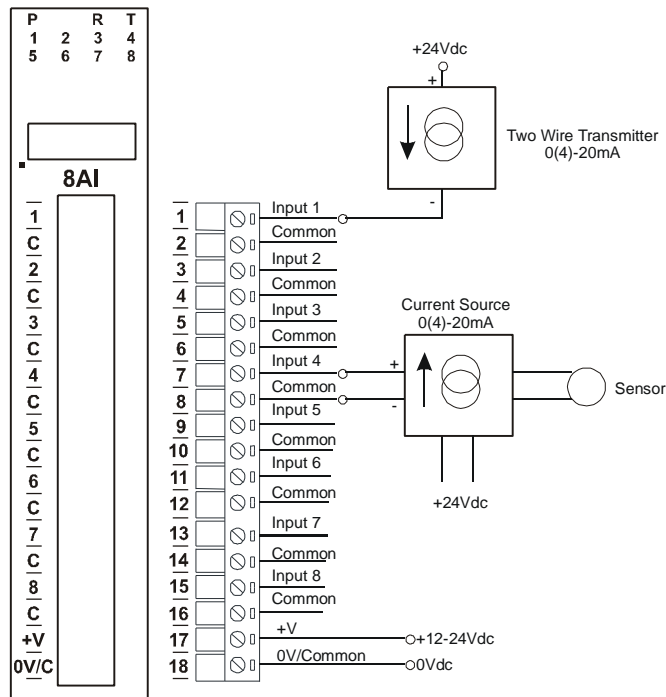 P R T
1 2 3 4
5 6 7 8
8AI
1
C
2
C
3
C
4
C
5
C
6
C
7
C
8
C
+V
0V/C
1 Input 1
2 Common
3 Input 2
4 Common
5 Input 3
6 Common
7 Input 4
8 Common
9 Input 5
10 Common
11 Input 6
12 Common
13 Input 7
14 Common
15 Input 8
16 Common
17 +V +12-24Vdc
18 0V/Common 0Vdc
+24Vdc
+
Two Wire Transmitter
0(4)-20mA
-
Current Source
0(4)-20mA
+
-
Sensor
+24Vdc